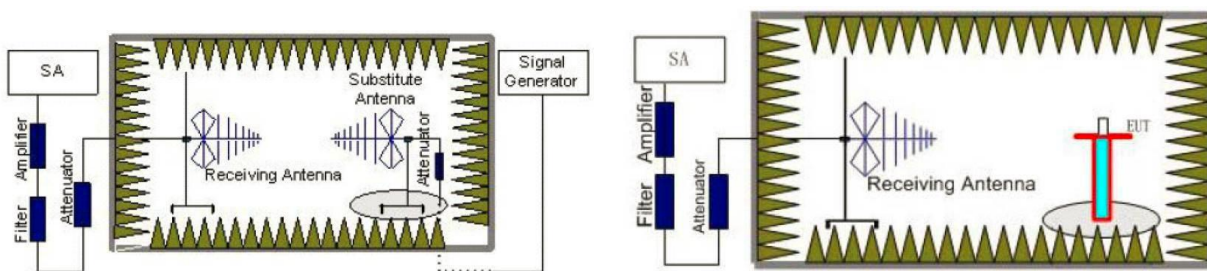 SA
Amplifier
Filter
Attenuator
Receiving Antenna
Substitute
Antenna
Attenuator
Signal
Generator
SA
Amplifier
Filter
Attenuator
Receiving Antenna
EUT